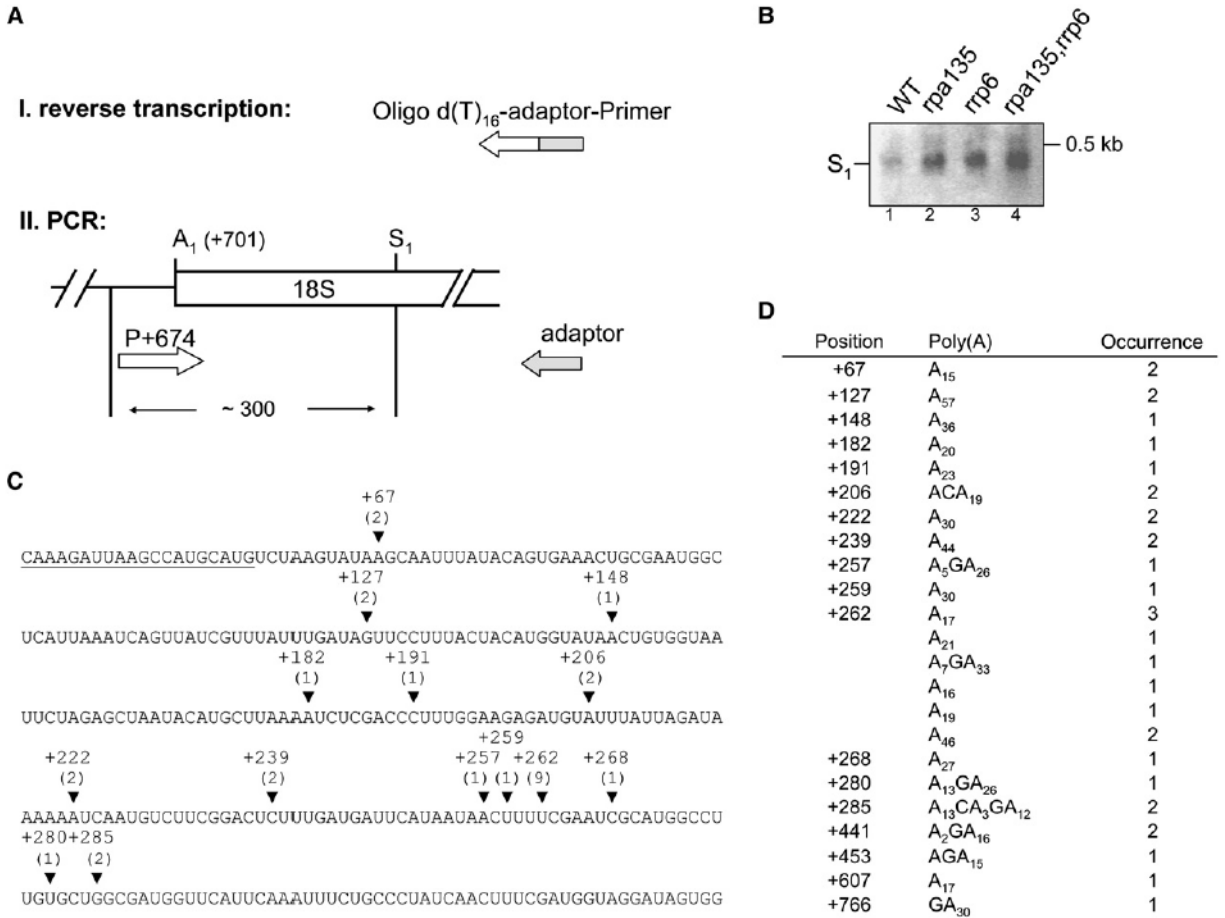 A
I. reverse transcription:
Oligo d(T)16-adaptor-Primer
II. PCR:
A1 (+701)
S1
18S
P+674
adaptor
~ 300
B
WT
rpa135
rrp6
rpa135,rrp6
S1
0.5 kb
1 2 3 4
C
+67
(2)
CAAAGAUUAAGCCAUGCAUGUCUAAGUAUAAGCAAUUUAUACAGUGAAACUGCGAAUGGC
+127 +148
(2) (1)
UCAUUAAAUCAGUUAUCGUUUAUUUGAUAGUUCCUUUACUACAUGGUAUAACUGUGGUAA
+182 +191 +206
(1) (1) (2)
UUCUAGAGCUAAUACAUGCUUAAAAUCUCGACCCUUUGGAAGAGAUGUAUUUAUUAGAUA
+259
+222 +239 +257 +262 +268
(2) (2) (1) (1) (9) (1)
AAAAAUCAAUGUCUUCGGACUCUUUGAUGAUUCAUAAUAACUUUUCGAAUCGCAUGGCCU
+280 +285
(1) (2)
UGUGCUGGCGAUGGUUCAUUCAAAUUUCUGCCCUAUCAACUUUCGAUGGUAGGAUAGUGG
D
Position Poly(A) Occurrence
+67 A15 2
+127 A57 2
+148 A36 1
+182 A20 1
+191 A23 1
+206 ACA19 2
+222 A30 2
+239 A44 2
+257 A5GA26 1
+259 A30 1
+262 A17 3
A21 1
A7GA33 1
A16 1
A19 1
A46 2
+268 A27 1
+280 A13GA26 1
+285 A13CA3GA12 2
+441 A2GA16 2
+453 AGA15 1
+607 A17 1
+766 GA30 1